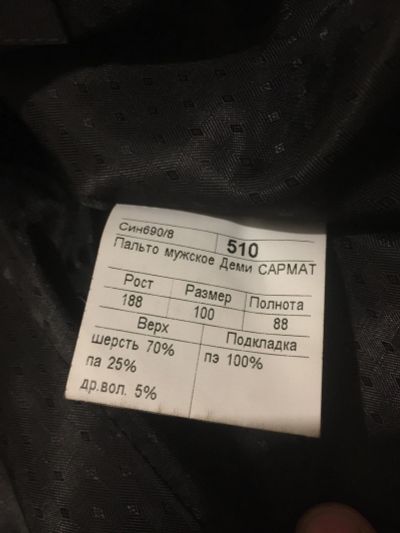 Син690/8 510
Пальто мужское Деми САРМАТ
Рост Размер Полнота
188 100 88
Верх Подкладка
шерсть 70% пэ 100%
па 25%
др.вол. 5%